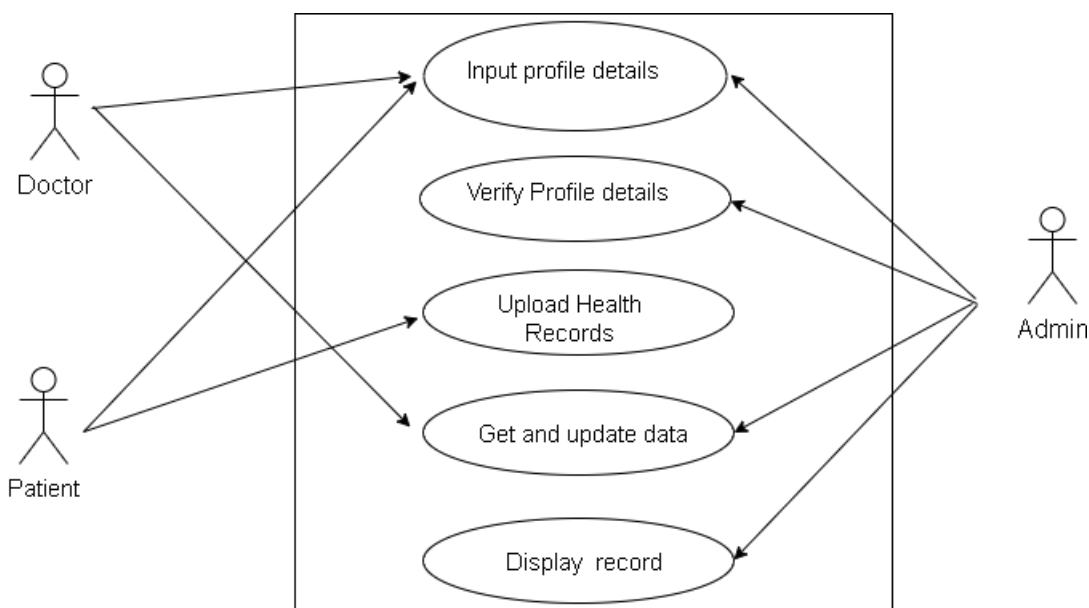 Input profile details
Doctor
Verify Profile details
Upload Health
Records
Admin
Get and update data
Patient
Display record